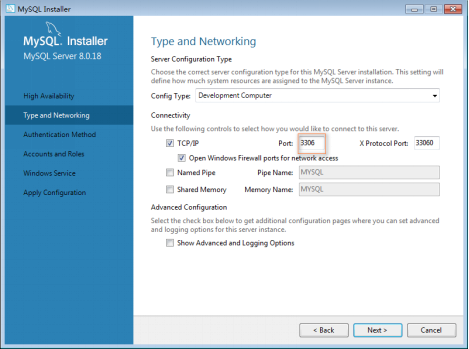 MySQL Installer
MySQL. Installer
MySQL Server 8.0.18
High Availability
Type and Networking
Authentication Method
Accounts and Roles
Windows Service
Apply Configuration
Type and Networking
Server Configuration Type
Choose the correct server configuration type for this MySQL Server installation. This setting will
define how much system resources are assigned to the MySQL Server instance.
Config Type: Development Computer
Connectivity
Use the following controls to select how you would like to connect to this server.
TCP/IP Port: 3306 X Protocol Port: 33060
Open Windows Firewall ports for network access
Named Pipe Pipe Name: MYSQL
Shared Memory Memory Name: MYSQL
Advanced Configuration
Select the check box below to get additional configuration pages where you can set advanced
and logging options for this server instance.
Show Advanced and Logging Options
< Back Next > Cancel